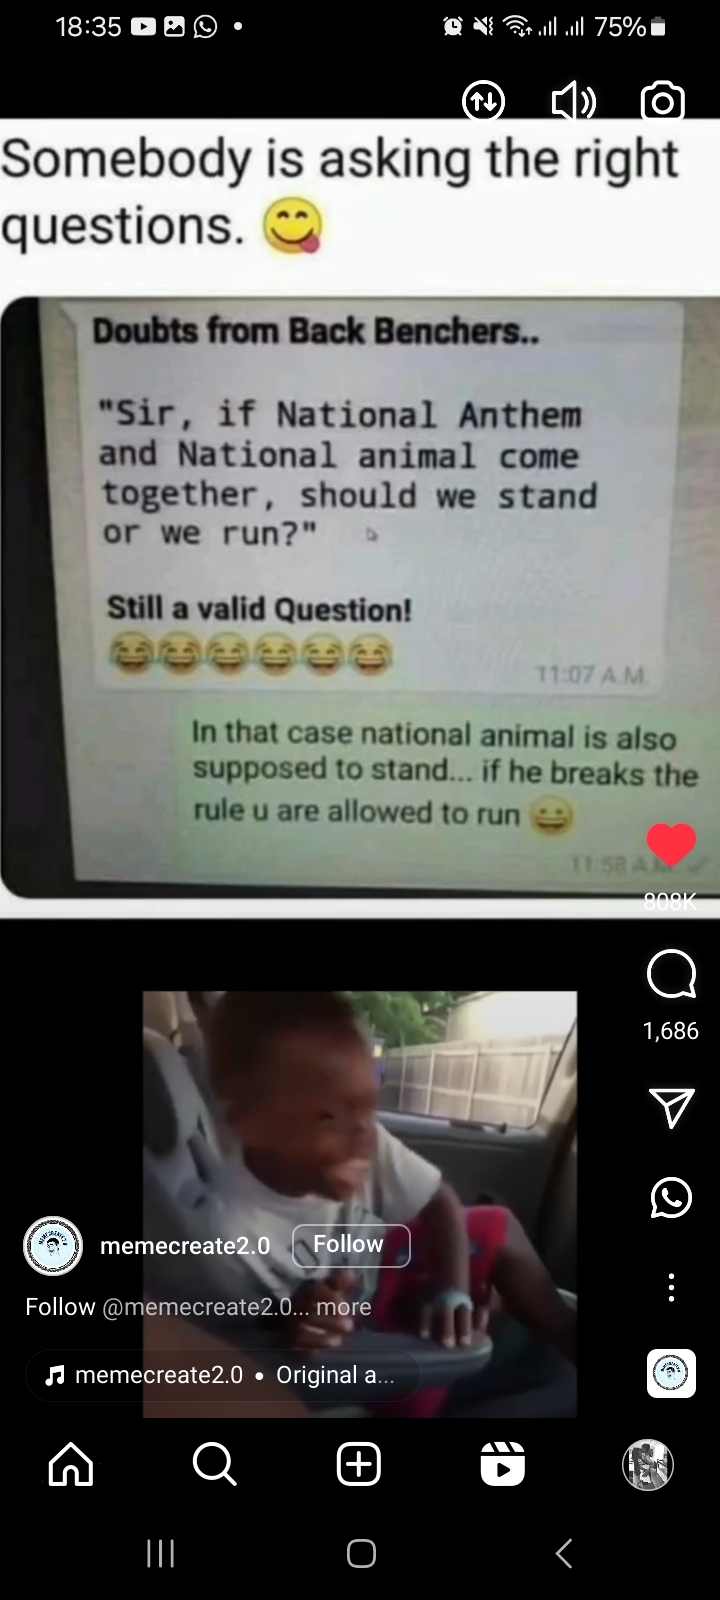 18:35
75%
Somebody is asking the right
questions. 😋
Doubts from Back Benchers..
"Sir, if National Anthem
and National animal come
together, should we stand
or we run?"
Still a valid Question!
😂😂😂😂😂😂
11:07 A.M.
In that case national animal is also
supposed to stand... if he breaks the
rule u are allowed to run 😀
11:58 A.M.
808K
1,686
memecreate2.0
Follow
Follow @memecreate2.0... more
memecreate2.0 • Original a...